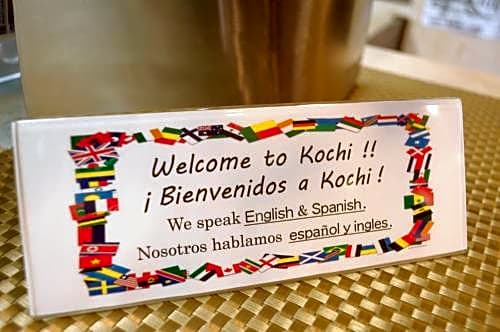 Welcome to Kochi !!
¡ Bienvenidos a Kochi !
We speak English & Spanish.
Nosotros hablamos español y ingles.